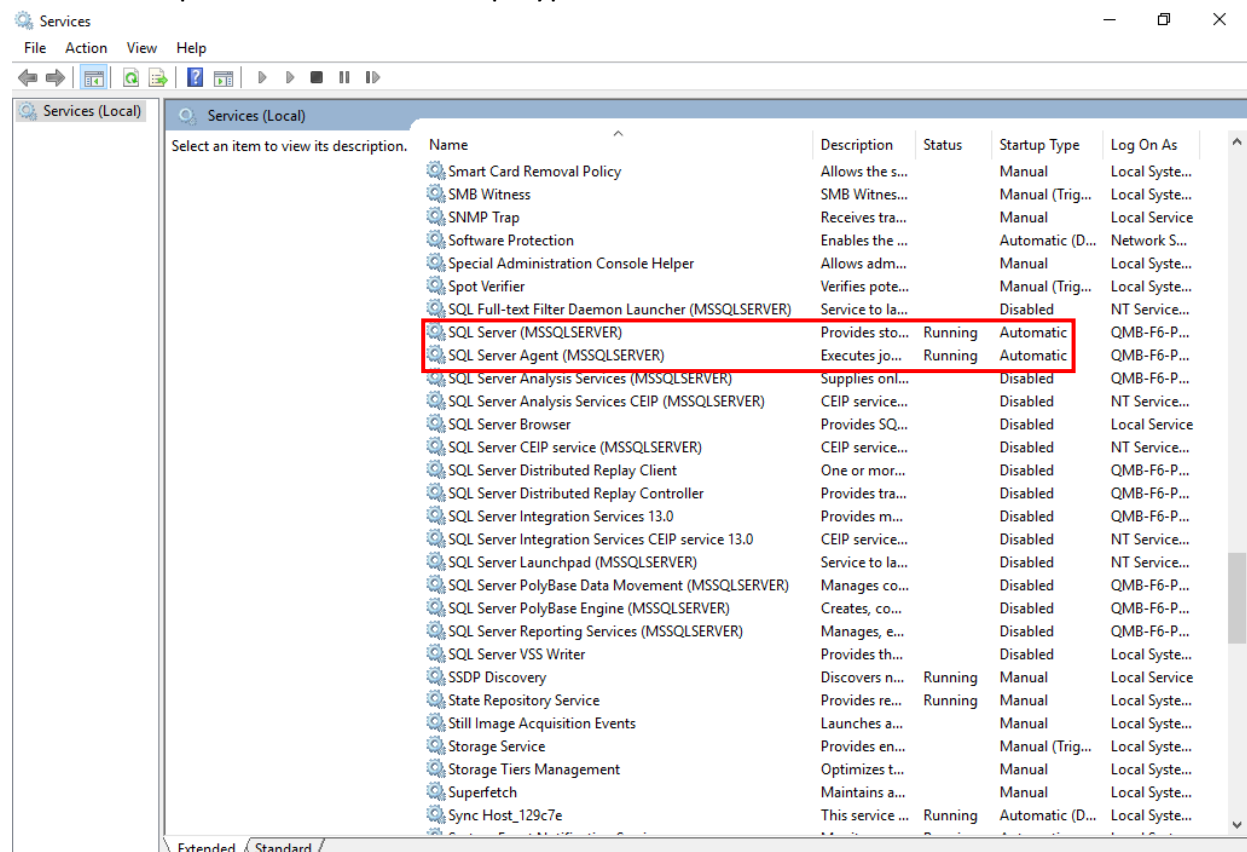 Services
File Action View Help
Services (Local)
Services (Local)
Select an item to view its description.
Name Description Status Startup Type Log On As
Smart Card Removal Policy Allows the s... Manual Local Syste...
SMB Witness SMB Witnes... Manual (Trig... Local Syste...
SNMP Trap Receives tra... Manual Local Service
Software Protection Enables the ... Automatic (D... Network S...
Special Administration Console Helper Allows adm... Manual Local Syste...
Spot Verifier Verifies pote... Manual (Trig... Local Syste...
SQL Full-text Filter Daemon Launcher (MSSQLSERVER) Service to la... Disabled NT Service...
SQL Server (MSSQLSERVER) Provides sto... Running Automatic QMB-F6-P...
SQL Server Agent (MSSQLSERVER) Executes jo... Running Automatic QMB-F6-P...
SQL Server Analysis Services (MSSQLSERVER) Supplies onl... Disabled QMB-F6-P...
SQL Server Analysis Services CEIP (MSSQLSERVER) CEIP service... Disabled NT Service...
SQL Server Browser Provides SQ... Disabled Local Service
SQL Server CEIP service (MSSQLSERVER) CEIP service... Disabled NT Service...
SQL Server Distributed Replay Client One or mor... Disabled QMB-F6-P...
SQL Server Distributed Replay Controller Provides tra... Disabled QMB-F6-P...
SQL Server Integration Services 13.0 Provides m... Disabled QMB-F6-P...
SQL Server Integration Services CEIP service 13.0 CEIP service... Disabled NT Service...
SQL Server Launchpad (MSSQLSERVER) Service to la... Disabled NT Service...
SQL Server PolyBase Data Movement (MSSQLSERVER) Manages co... Disabled QMB-F6-P...
SQL Server PolyBase Engine (MSSQLSERVER) Creates, co... Disabled QMB-F6-P...
SQL Server Reporting Services (MSSQLSERVER) Manages, e... Disabled QMB-F6-P...
SQL Server VSS Writer Provides th... Disabled Local Syste...
SSDP Discovery Discovers n... Running Manual Local Service
State Repository Service Provides re... Running Manual Local Syste...
Still Image Acquisition Events Launches a... Manual Local Syste...
Storage Service Provides en... Manual (Trig... Local Syste...
Storage Tiers Management Optimizes t... Manual Local Syste...
Superfetch Maintains a... Manual Local Syste...
Sync Host_129c7e This service ... Running Automatic (D... Local Syste...
Extended Standard